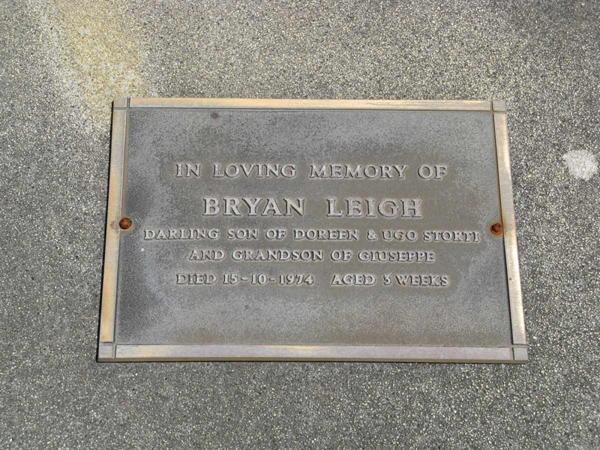 IN LOVING MEMORY OF
BRYAN LEIGH
DARLING SON OF DOREEN & UGO STORTI
AND GRANDSON OF GIUSEPPE
DIED 15-10-1974 AGED 3 WEEKS